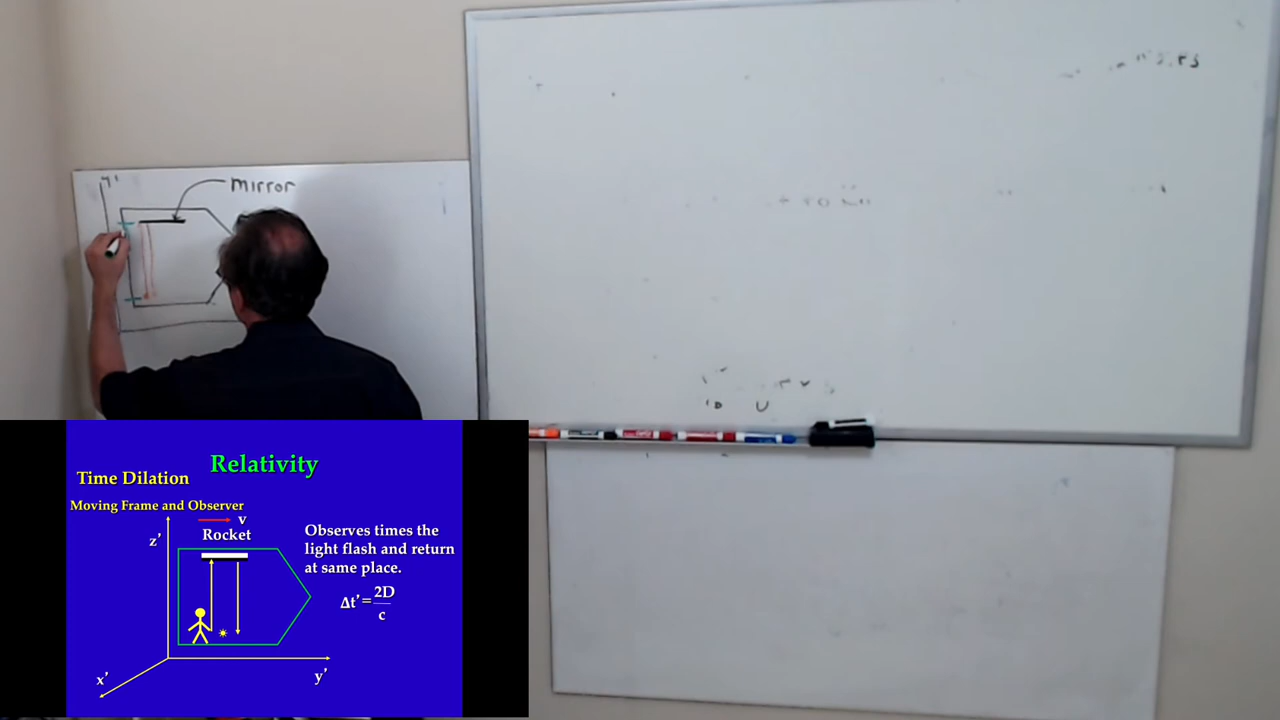 mirror
Relativity
Time Dilation
Moving Frame and Observer
v
Rocket
z'
Observes times the
light flash and return
at same place.
Δt'=2D/c
x'
y'